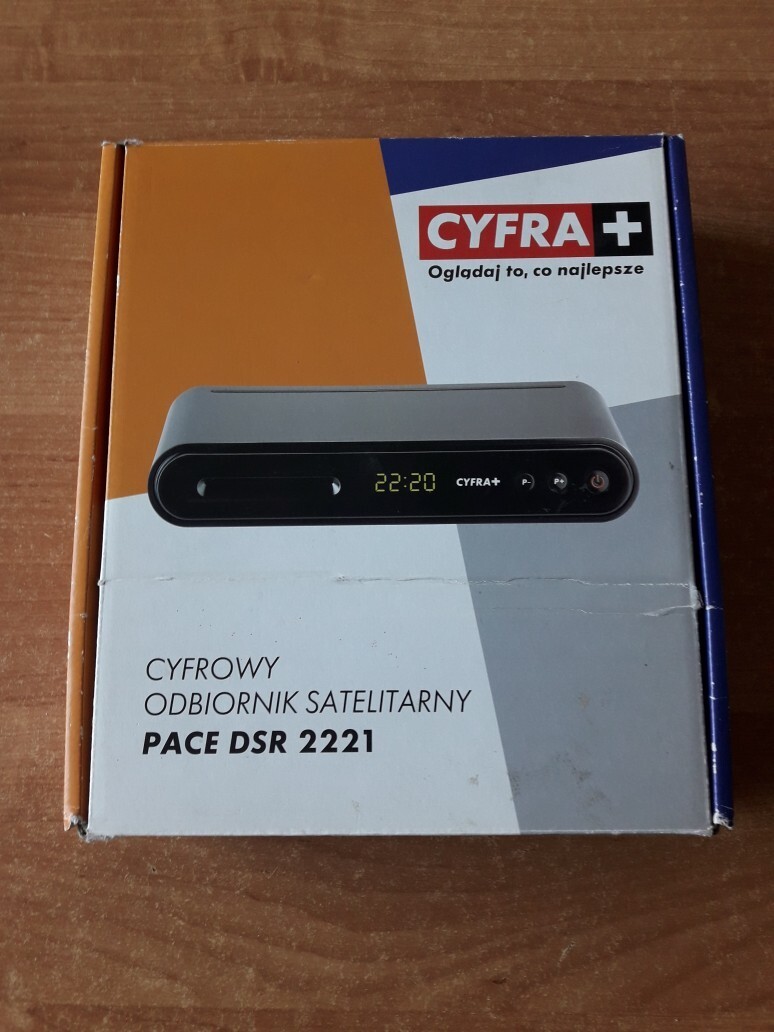 CYFRA+
Oglądaj to, co najlepsze
22:20 CYFRA+ P- P+
CYFROWY
ODBIORNIK SATELITARNY
PACE DSR 2221